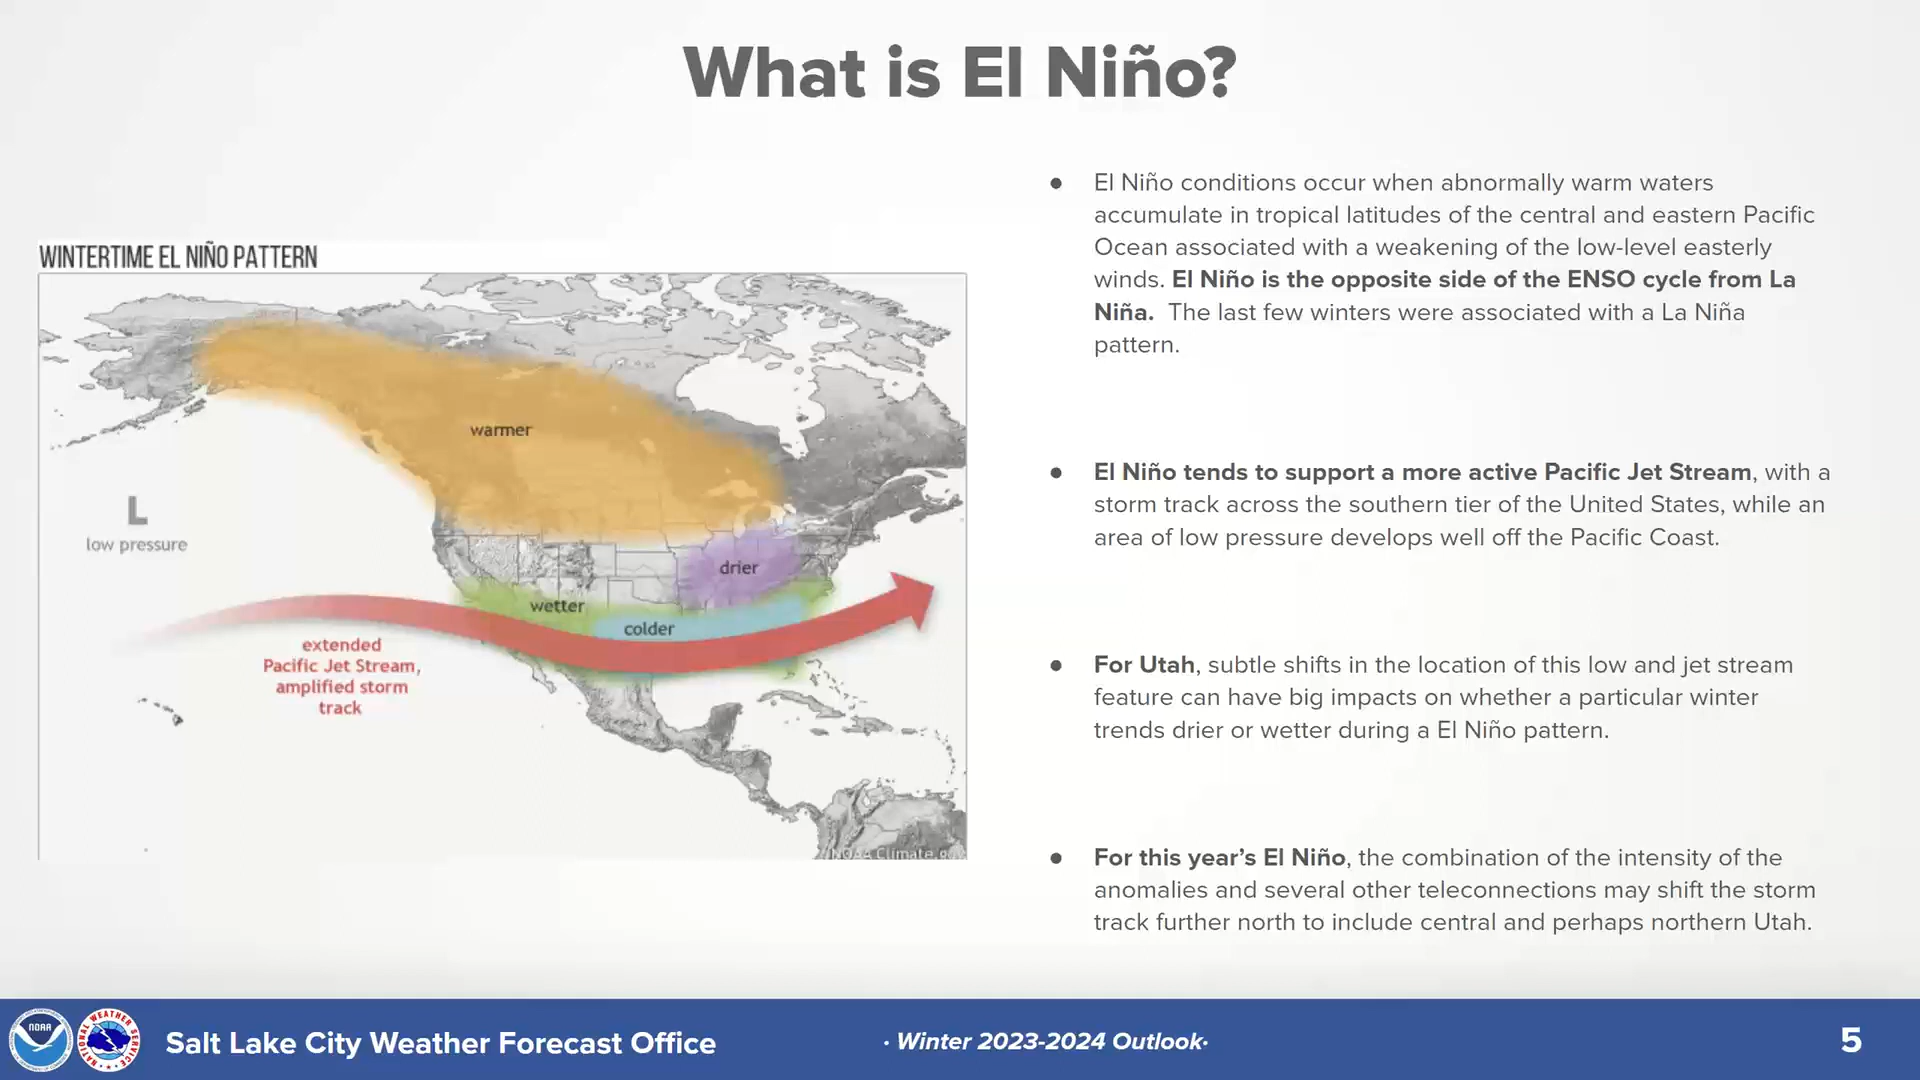 What is El Niño?
WINTERTIME EL NIÑO PATTERN
warmer
L
low pressure
drier
wetter
colder
extended
Pacific Jet Stream,
amplified storm
track
NOAA Climate.gov
● El Niño conditions occur when abnormally warm waters
accumulate in tropical latitudes of the central and eastern Pacific
Ocean associated with a weakening of the low-level easterly
winds. El Niño is the opposite side of the ENSO cycle from La
Niña. The last few winters were associated with a La Niña
pattern.
● El Niño tends to support a more active Pacific Jet Stream, with a
storm track across the southern tier of the United States, while an
area of low pressure develops well off the Pacific Coast.
● For Utah, subtle shifts in the location of this low and jet stream
feature can have big impacts on whether a particular winter
trends drier or wetter during a El Niño pattern.
● For this year’s El Niño, the combination of the intensity of the
anomalies and several other teleconnections may shift the storm
track further north to include central and perhaps northern Utah.
NOAA
NATIONAL WEATHER SERVICE
Salt Lake City Weather Forecast Office
· Winter 2023-2024 Outlook·
5